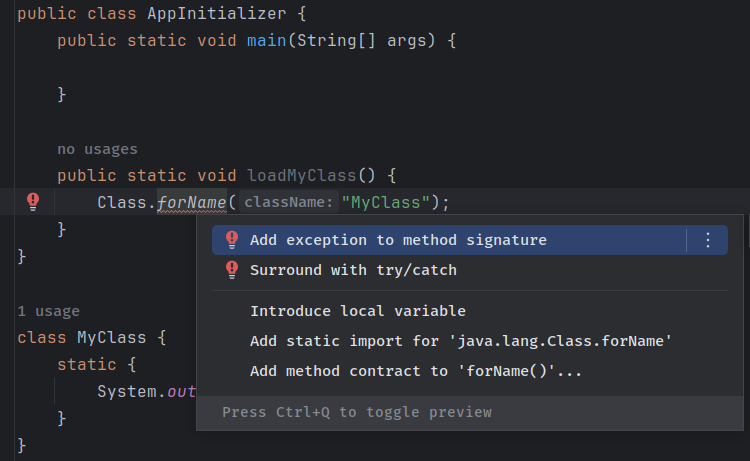 public class AppInitializer {
public static void main(String[] args) {
}
no usages
public static void loadMyClass() {
Class.forName( className: "MyClass");
}
}
Add exception to method signature
Surround with try/catch
Introduce local variable
Add static import for 'java.lang.Class.forName'
Add method contract to 'forName()'...
Press Ctrl+Q to toggle preview
1 usage
class MyClass {
static {
System.out
}
}